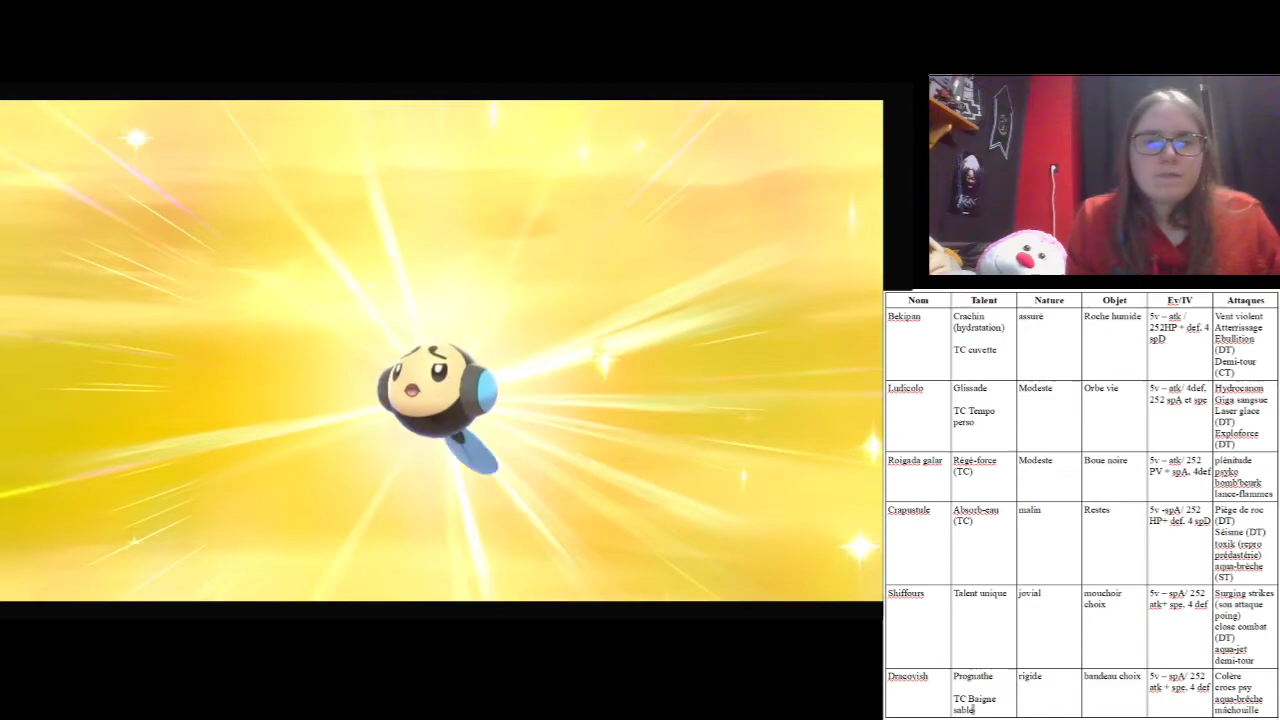 Nom Talent Nature Objet Ev/IV Attaques
Bekipan
Crachin
(hydratation)
TC cuvette
assuré
Roche humide
5v – atk /
252HP + def. 4
spD
Vent violent
Atterrissage
Ebullition
(DT)
Demi-tour
(CT)
Ludicolo
Glissade
TC Tempo
perso
Modeste
Orbe vie
5v – atk/ 4def,
252 spA et spe
Hydrocanon
Giga sangsue
Laser glace
(DT)
Exploforce
(DT)
Roigada galar
Régé-force
(TC)
Modeste
Boue noire
5v – atk/ 252
PV + spA, 4def
plénitude
psyko
bomb'beurk
lance-flammes
Crapustule
Absorb-eau
(TC)
malin
Restes
5v -spA/ 252
HP+ def. 4 spD
Piège de roc
(DT)
Séisme (DT)
toxik (repro
prédastérie)
aqua-brèche
(ST)
Shiffours
Talent unique
jovial
mouchoir
choix
5v – spA/ 252
atk+ spe, 4 def
Surging strikes
(son attaque
poing)
close combat
(DT)
aqua-jet
demi-tour
Dracovish
Prognathe
TC Baigne
sable
rigide
bandeau choix
5v – spA/ 252
atk + spe, 4 def
Colère
crocs psy
aqua-brèche
mâchouille